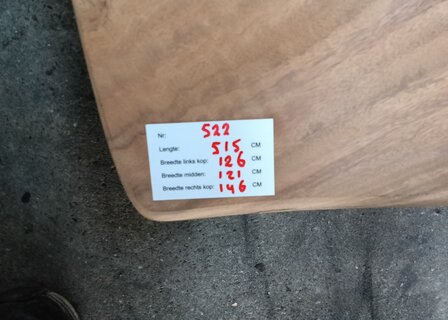 Nr: 522
Lengte: 515 CM
Breedte links kop: 126 CM
Breedte midden: 121 CM
Breedte rechts kop: 146 CM